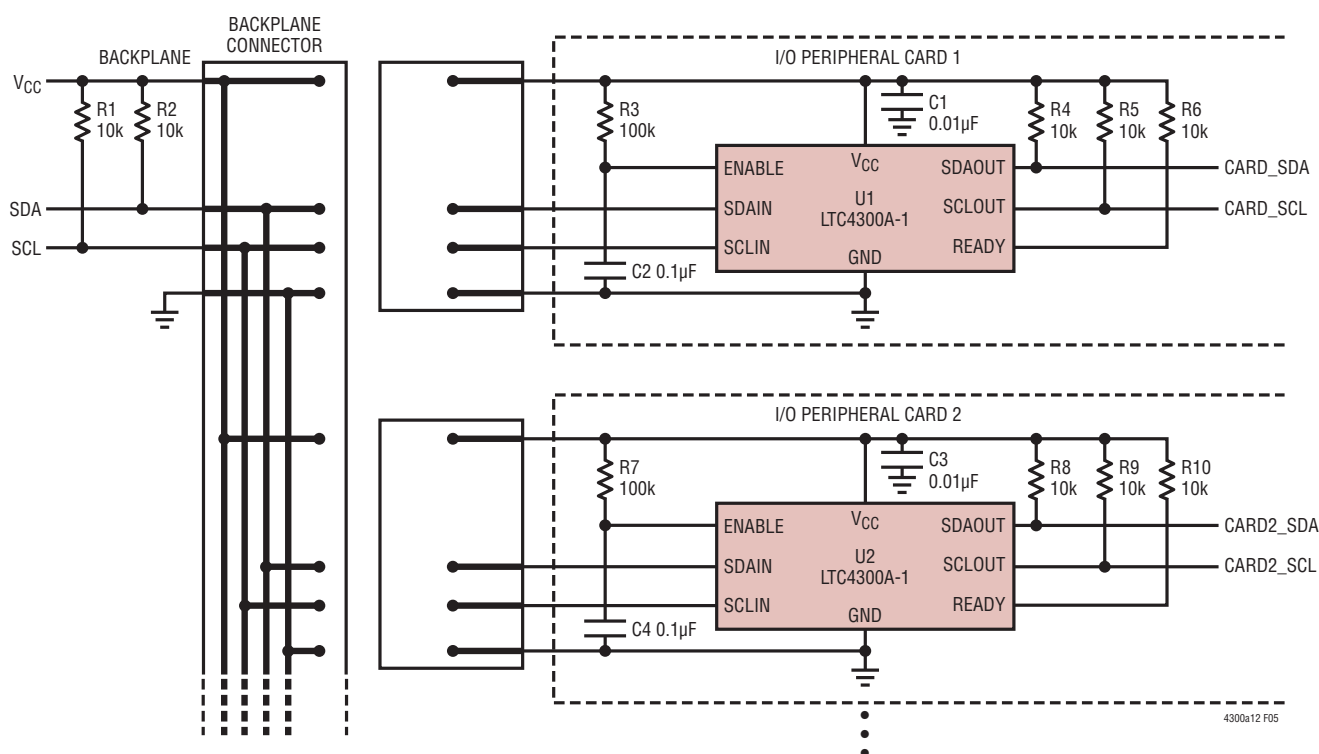 BACKPLANE
CONNECTOR
BACKPLANE
VCC
R1
10k
R2
10k
SDA
SCL
I/O PERIPHERAL CARD 1
R3
100k
C1
0.01µF
R4
10k
R5
10k
R6
10k
ENABLE
VCC
SDAOUT
CARD_SDA
SDAIN
U1
LTC4300A-1
SCLOUT
CARD_SCL
SCLIN
GND
READY
C2 0.1µF
I/O PERIPHERAL CARD 2
R7
100k
C3
0.01µF
R8
10k
R9
10k
R10
10k
ENABLE
VCC
SDAOUT
CARD2_SDA
SDAIN
U2
LTC4300A-1
SCLOUT
CARD2_SCL
SCLIN
GND
READY
C4 0.1µF
4300a12 F05